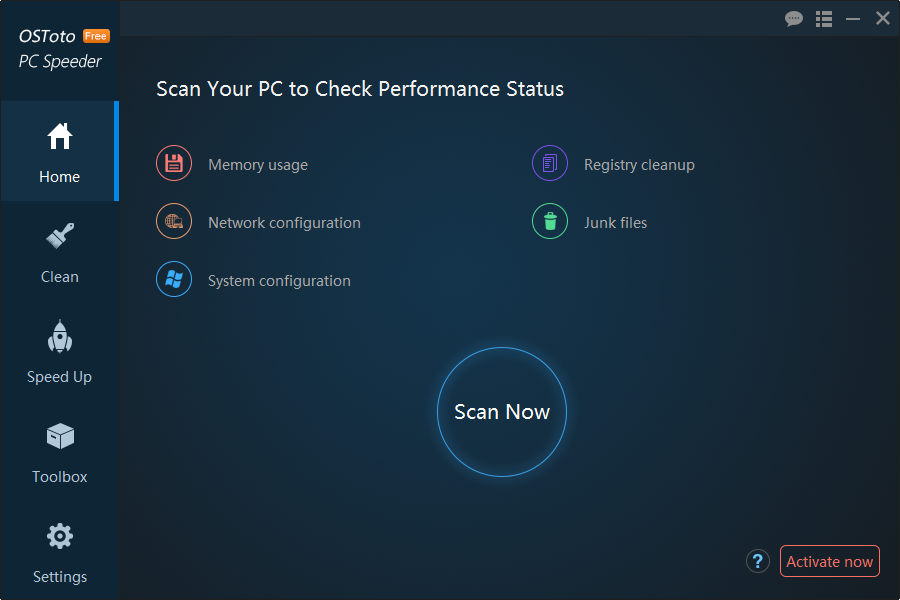 OSToto Free
PC Speeder
Home
Clean
Speed Up
Toolbox
Settings
Scan Your PC to Check Performance Status
Memory usage
Registry cleanup
Network configuration
Junk files
System configuration
Scan Now
?
Activate now